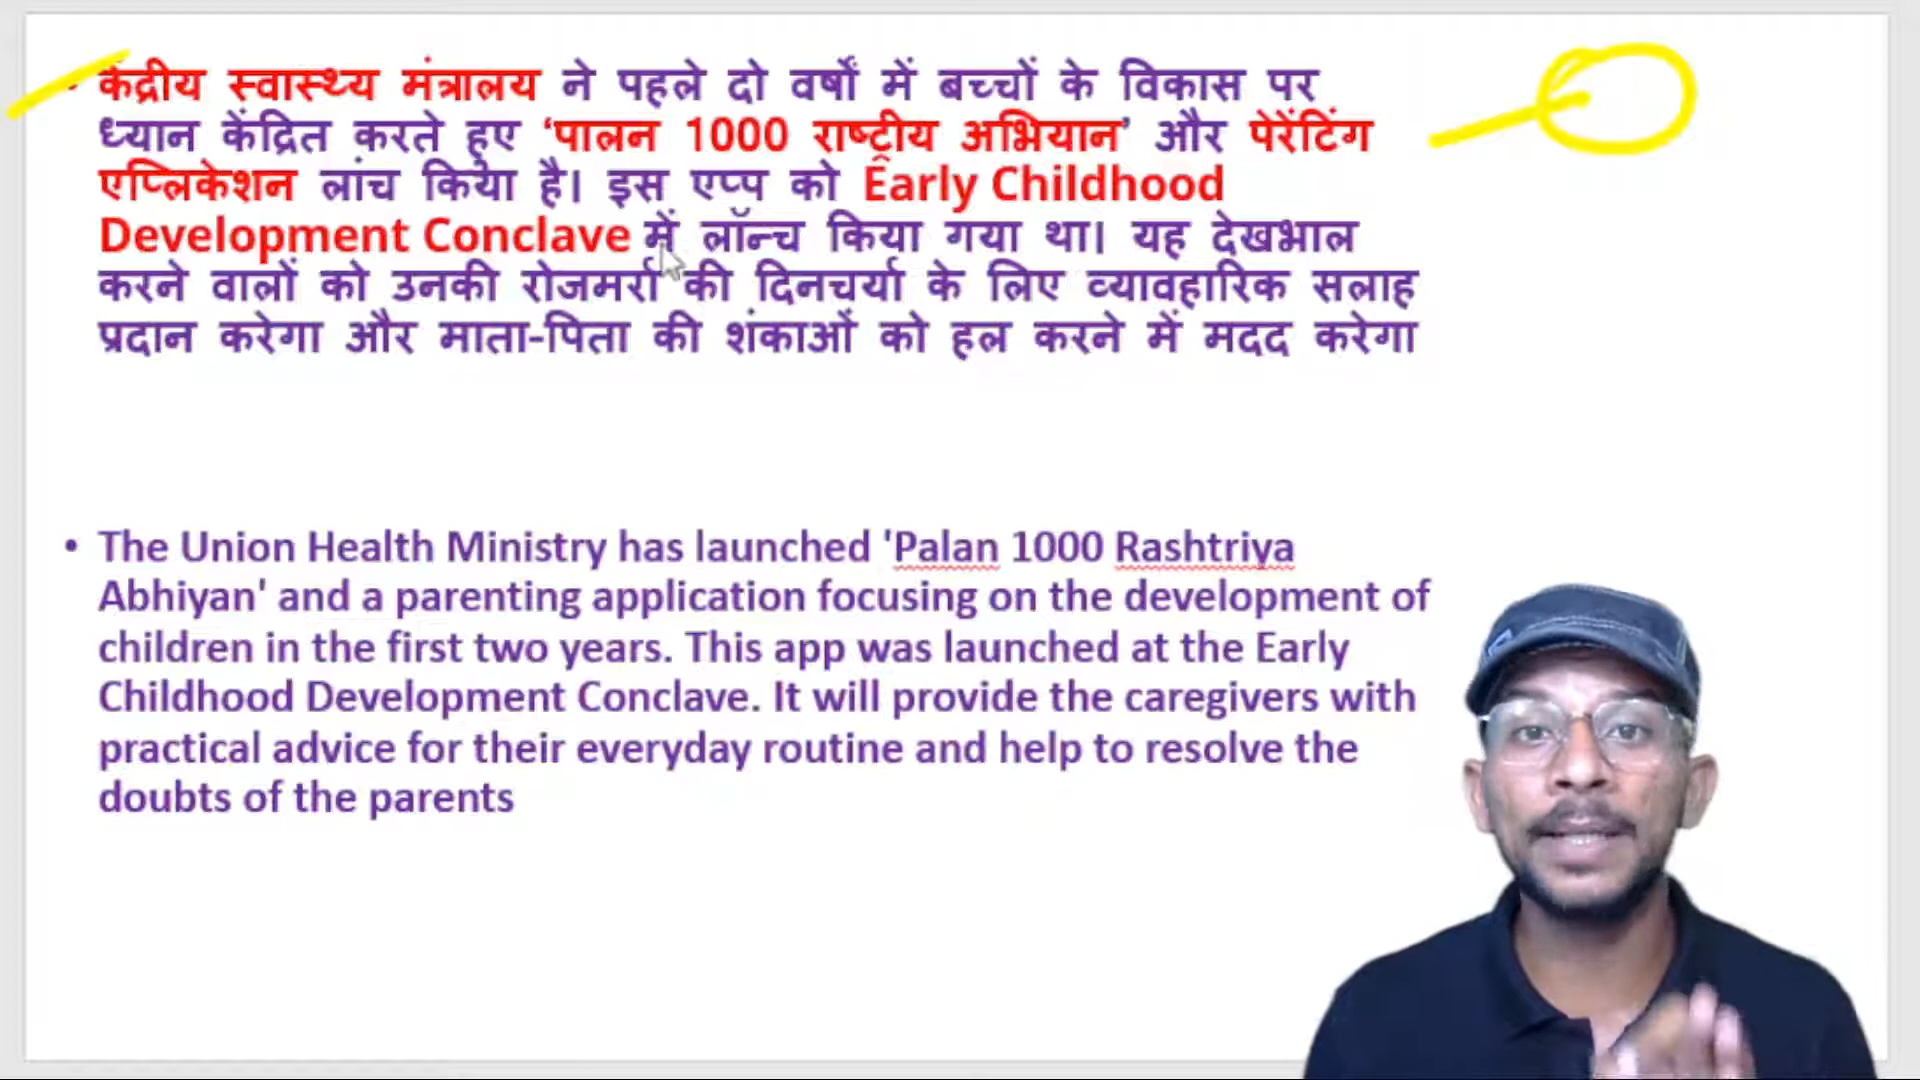 केंद्रीय स्वास्थ्य मंत्रालय ने पहले दो वर्षों में बच्चों के विकास पर
ध्यान केंद्रित करते हुए ‘पालन 1000 राष्ट्रीय अभियान’ और पेरेंटिंग
एप्लिकेशन लांच किया है। इस एप्प को Early Childhood
Development Conclave में लॉन्च किया गया था। यह देखभाल
करने वालों को उनकी रोजमर्रा की दिनचर्या के लिए व्यावहारिक सलाह
प्रदान करेगा और माता-पिता की शंकाओं को हल करने में मदद करेगा
• The Union Health Ministry has launched 'Palan 1000 Rashtriya
Abhiyan' and a parenting application focusing on the development of
children in the first two years. This app was launched at the Early
Childhood Development Conclave. It will provide the caregivers with
practical advice for their everyday routine and help to resolve the
doubts of the parents